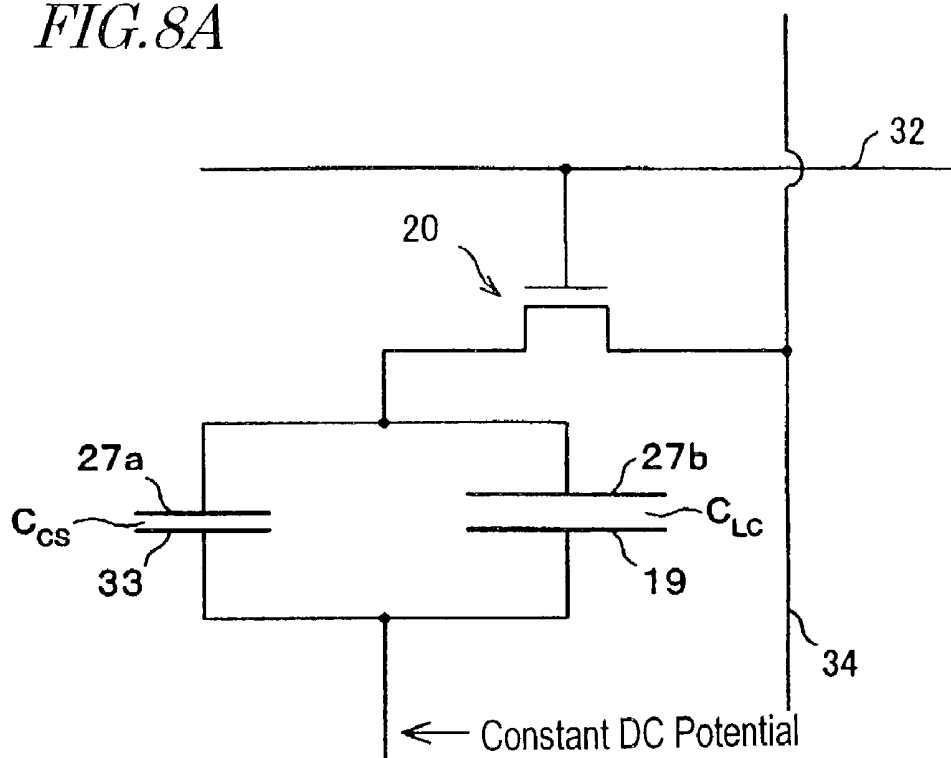 FIG.8A
32
20
27a
27b
C_CS
C_LC
33
19
34
Constant DC Potential